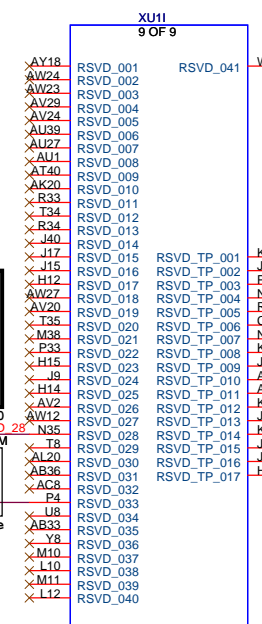 XU1I
9 OF 9
AY18 RSVD_001 RSVD_041
AW24 RSVD_002
AW23 RSVD_003
AV29 RSVD_004
AV24 RSVD_005
AU39 RSVD_006
AU27 RSVD_007
AU1 RSVD_008
AT40 RSVD_009
AK20 RSVD_010
R33 RSVD_011
T34 RSVD_012
R34 RSVD_013
J40 RSVD_014
J17 RSVD_015 RSVD_TP_001
J15 RSVD_016 RSVD_TP_002
H12 RSVD_017 RSVD_TP_003
AW27 RSVD_018 RSVD_TP_004
AV20 RSVD_019 RSVD_TP_005
T35 RSVD_020 RSVD_TP_006
M38 RSVD_021 RSVD_TP_007
P33 RSVD_022 RSVD_TP_008
H15 RSVD_023 RSVD_TP_009
J9 RSVD_024 RSVD_TP_010
H14 RSVD_025 RSVD_TP_011
AV2 RSVD_026 RSVD_TP_012
AW12 RSVD_027 RSVD_TP_013
N35 RSVD_028 RSVD_TP_014
T8 RSVD_029 RSVD_TP_015
AL20 RSVD_030 RSVD_TP_016
AB36 RSVD_031 RSVD_TP_017
AC8 RSVD_032
P4 RSVD_033
U8 RSVD_034
AB33 RSVD_035
Y8 RSVD_036
M10 RSVD_037
L10 RSVD_038
M11 RSVD_039
L12 RSVD_040